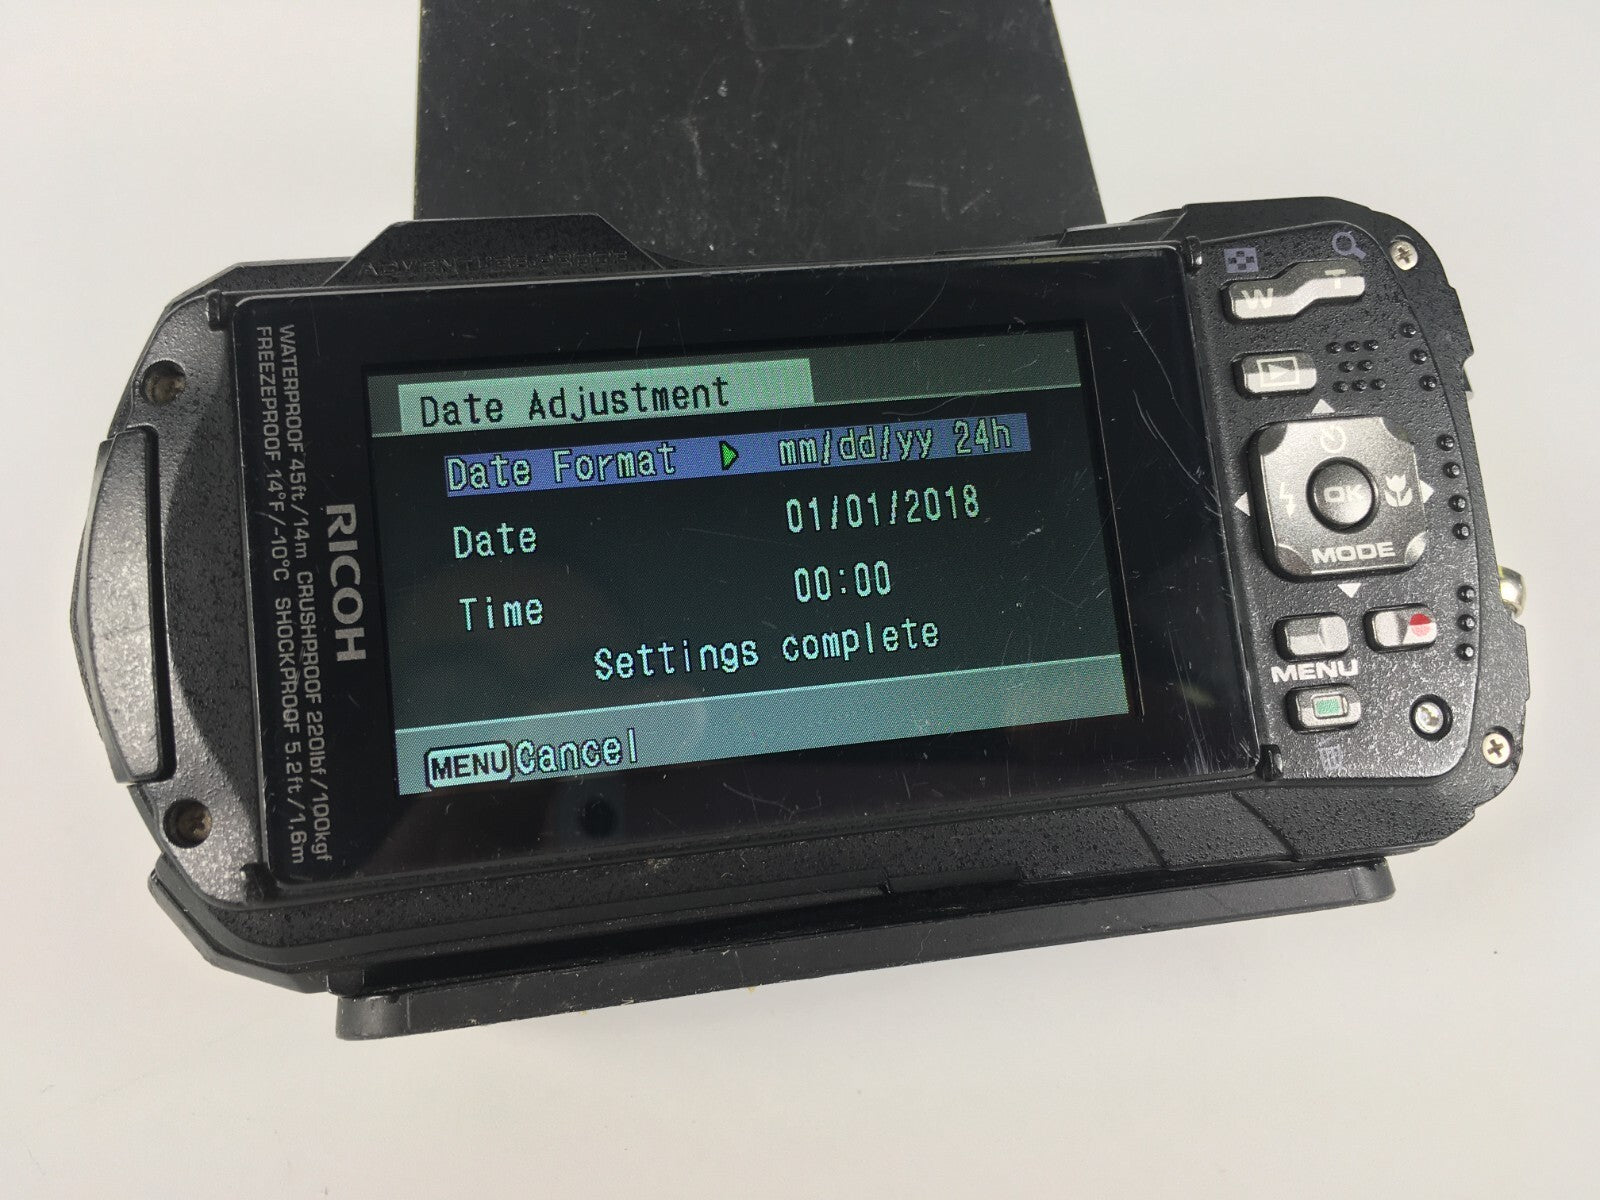 ADVENTUREPROOF
WATERPROOF 45ft/14m CRUSHPROOF 220lbf/100kgf
FREEZEPROOF 14°F/-10°C SHOCKPROOF 5.2ft/1.6m
RICOH
Date Adjustment
Date Format mm/dd/yy 24h
Date 01/01/2018
Time 00:00
Settings complete
MENU Cancel
W T
OK
MODE
MENU